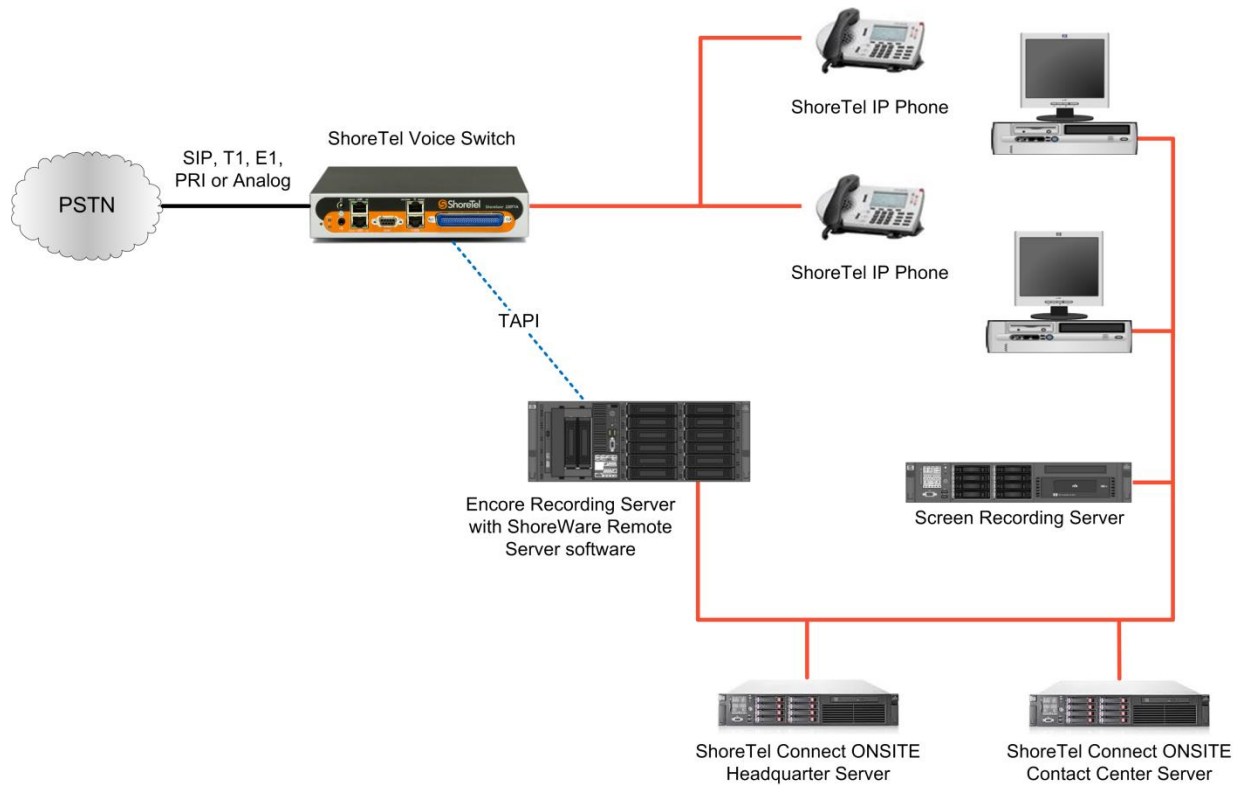 ShoreTel IP Phone
ShoreTel Voice Switch
SIP, T1, E1,
PRI or Analog
PSTN
ShoreTel
ShoreTel IP Phone
TAPI
Encore Recording Server
with ShoreWare Remote
Server software
Screen Recording Server
ShoreTel Connect ONSITE
Headquarter Server
ShoreTel Connect ONSITE
Contact Center Server